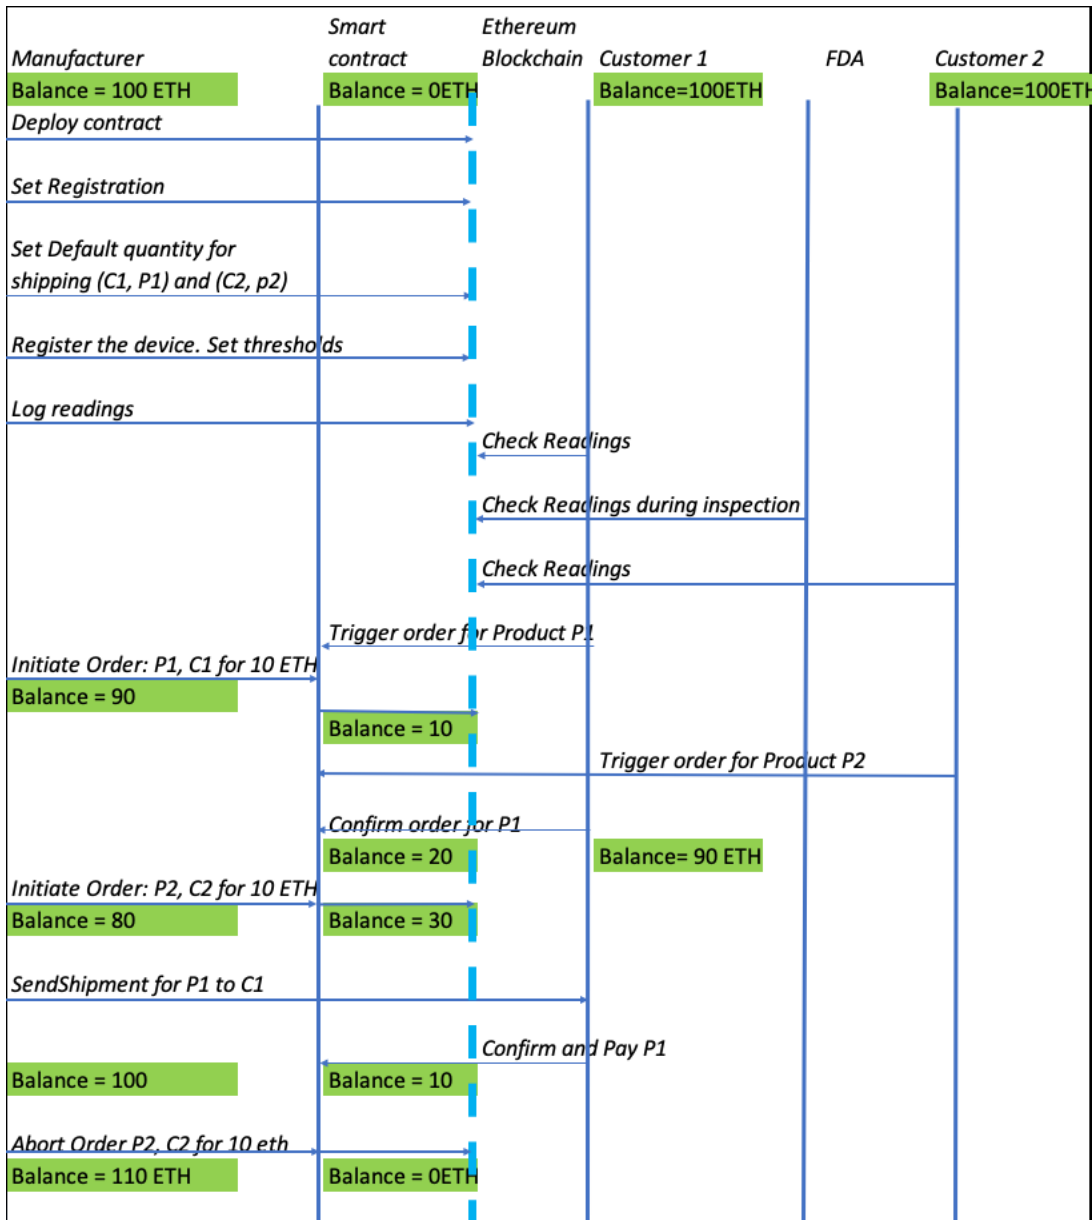 Smart
contract
Ethereum
Blockchain
Manufacturer
Customer 1
FDA
Customer 2
Balance = 100 ETH
Balance = 0ETH
Balance=100ETH
Balance=100ETH
Deploy contract
Set Registration
Set Default quantity for
shipping (C1, P1) and (C2, p2)
Register the device. Set thresholds
Log readings
Check Readings
Check Readings during inspection
Check Readings
Trigger order for Product P1
Initiate Order: P1, C1 for 10 ETH
Balance = 90
Balance = 10
Trigger order for Product P2
Confirm order for P1
Balance = 20
Balance= 90 ETH
Initiate Order: P2, C2 for 10 ETH
Balance = 80
Balance = 30
SendShipment for P1 to C1
Confirm and Pay P1
Balance = 100
Balance = 10
Abort Order P2, C2 for 10 eth
Balance = 110 ETH
Balance = 0ETH